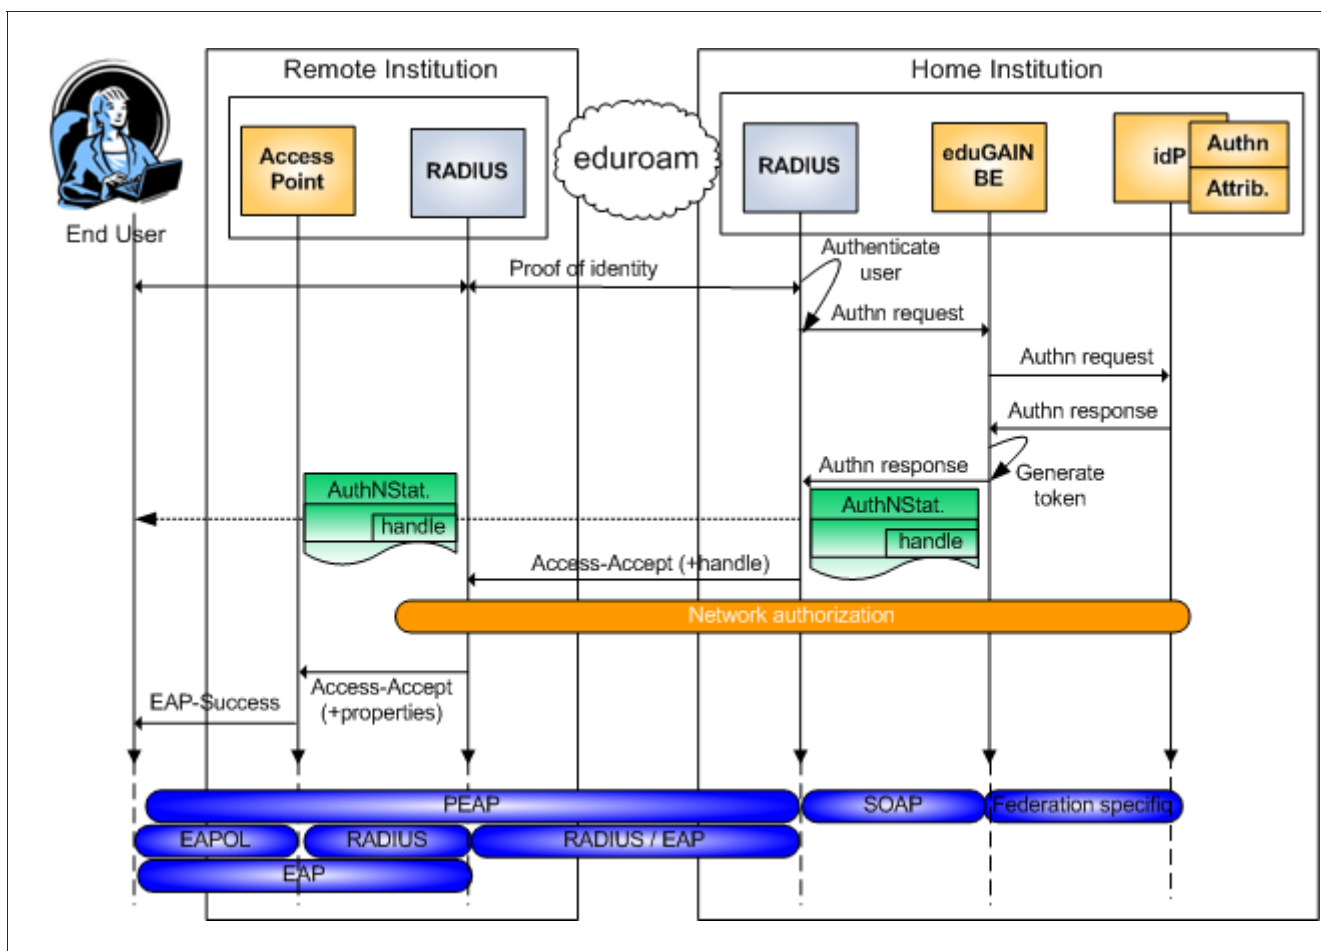 Remote Institution
Home Institution
Access
Point
RADIUS
eduroam
RADIUS
eduGAIN
BE
idP
Authn
Attrib.
End User
Authenticate
user
Proof of identity
Authn request
Authn request
Authn response
Authn response
Generate
token
AuthNStat.
handle
AuthNStat.
handle
Access-Accept (+handle)
Network authorization
Access-Accept
(+properties)
EAP-Success
PEAP
SOAP
Federation specifiq
EAPOL
RADIUS
RADIUS / EAP
EAP